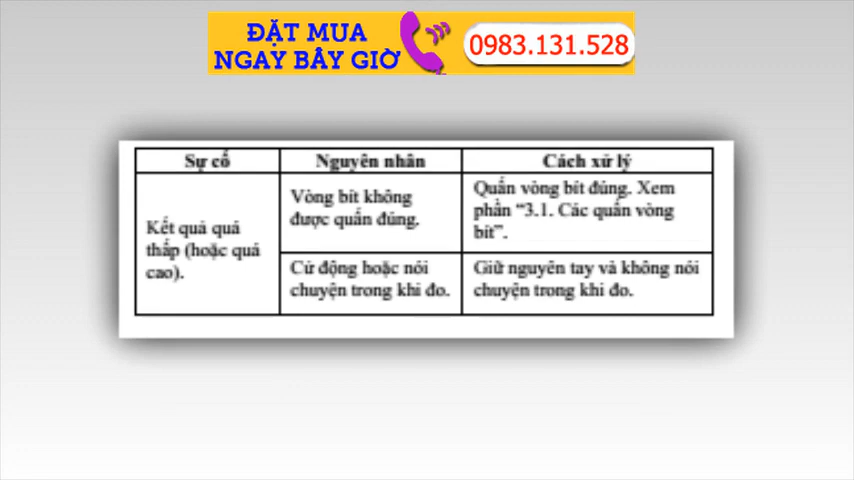 ĐẶT MUA
NGAY BÂY GIỜ
0983.131.528
Sự cố
Nguyên nhân
Cách xử lý
Kết quả quá
thấp (hoặc quá
cao).
Vòng bít không
được quấn đúng.
Quấn vòng bít đúng. Xem
phần “3.1. Các quấn vòng
bít”.
Cử động hoặc nói
chuyện trong khi đo.
Giữ nguyên tay và không nói
chuyện trong khi đo.